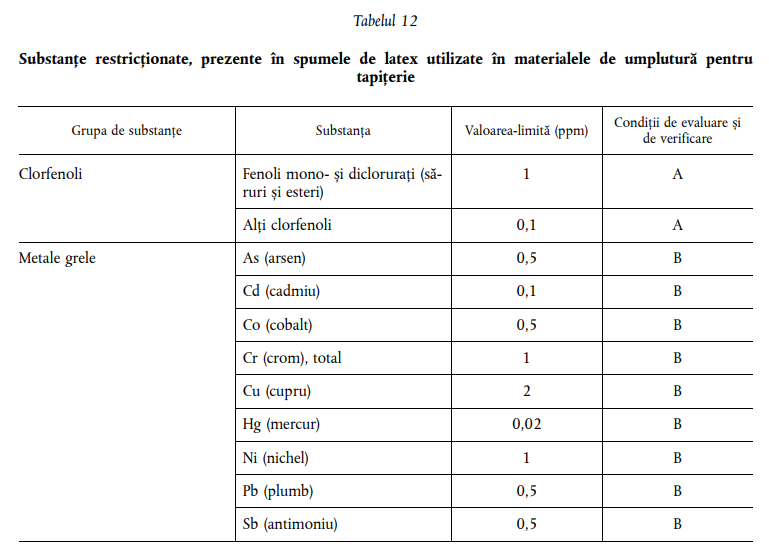 Tabelul 12
Substanțe restricționate, prezente în spumele de latex utilizate în materialele de umplutură pentru
tapițerie
Grupa de substanțe Substanța Valoarea-limită (ppm) Condiții de evaluare și
de verificare
Clorfenoli Fenoli mono- și diclorurați (să-
ruri și esteri) 1 A
Alți clorfenoli 0,1 A
Metale grele As (arsen) 0,5 B
Cd (cadmiu) 0,1 B
Co (cobalt) 0,5 B
Cr (crom), total 1 B
Cu (cupru) 2 B
Hg (mercur) 0,02 B
Ni (nichel) 1 B
Pb (plumb) 0,5 B
Sb (antimoniu) 0,5 B